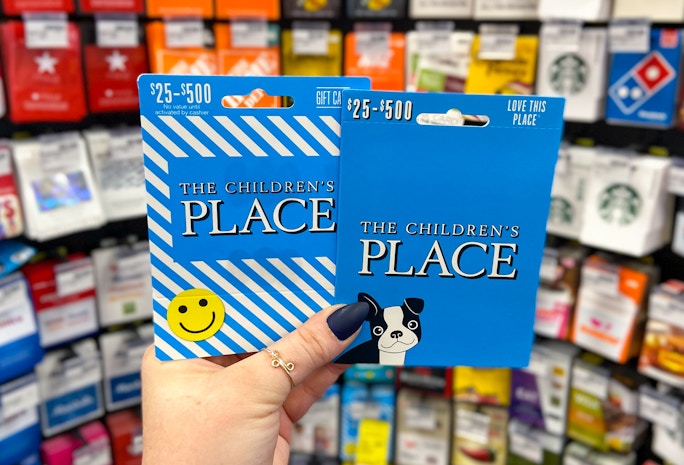 $25-$500
No value until
activated by cashier
GIFT CA
THE CHILDREN'S
PLACE
$25-$500
LOVE THIS
PLACE
THE CHILDREN'S
PLACE